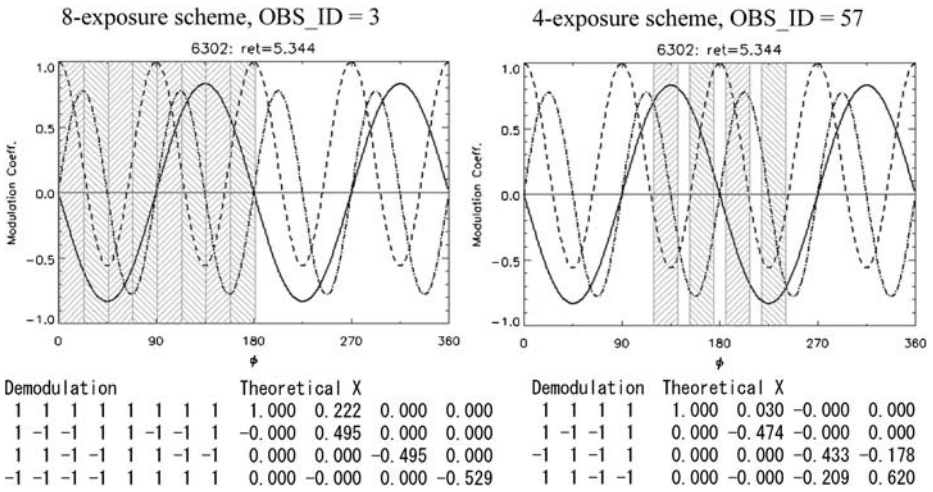 8-exposure scheme, OBS_ID = 3
6302: ret=5.344
1.0
0.5
0.0
-0.5
-1.0
Modulation Coeff.
0 90 180 270 360
φ
Demodulation Theoretical X
1 1 1 1 1 1 1 1 1.000 0.222 0.000 0.000
1 -1 -1 1 1 -1 -1 1 -0.000 0.495 0.000 0.000
1 1 -1 -1 1 1 -1 -1 0.000 0.000 -0.495 0.000
-1 -1 -1 -1 1 1 1 1 0.000 -0.000 0.000 -0.529
4-exposure scheme, OBS_ID = 57
6302: ret=5.344
1.0
0.5
0.0
-0.5
-1.0
Modulation Coeff.
0 90 180 270 360
φ
Demodulation Theoretical X
1 1 1 1 1.000 0.030 -0.000 0.000
1 -1 -1 1 0.000 -0.474 -0.000 0.000
-1 1 -1 1 0.000 0.000 -0.433 -0.178
1 1 -1 -1 0.000 -0.000 -0.209 0.620